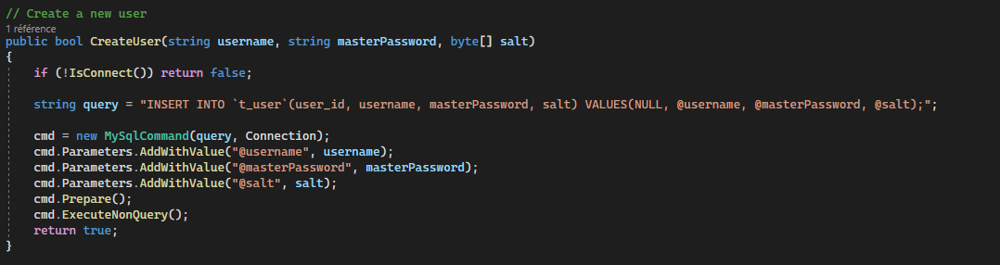 // Create a new user
1 référence
public bool CreateUser(string username, string masterPassword, byte[] salt)
{
if (!IsConnect()) return false;
string query = "INSERT INTO `t_user`(user_id, username, masterPassword, salt) VALUES(NULL, @username, @masterPassword, @salt);";
cmd = new MySqlCommand(query, Connection);
cmd.Parameters.AddWithValue("@username", username);
cmd.Parameters.AddWithValue("@masterPassword", masterPassword);
cmd.Parameters.AddWithValue("@salt", salt);
cmd.Prepare();
cmd.ExecuteNonQuery();
return true;
}